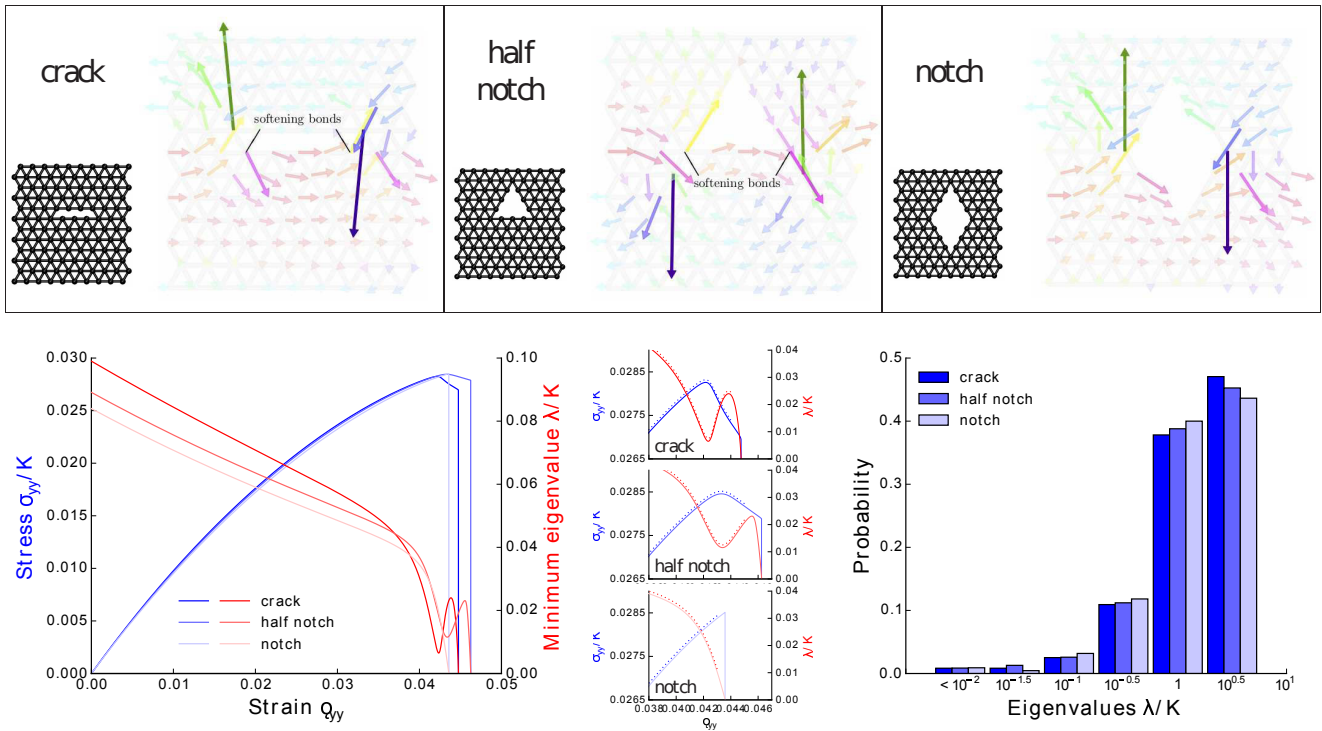 crack
softening bonds
half
notch
softening bonds
notch
0.030
0.025
0.020
0.015
0.010
0.005
0.000
Stress σyy/K
0.10
0.08
0.06
0.04
0.02
0.00
Minimum eigenvalue λ/K
crack
half notch
notch
0.00
0.01
0.02
0.03
0.04
0.05
Strain
0.0285
0.0275
0.0265
σyy/K
0.04
0.03
0.02
0.01
0.00
λ/K
crack
0.0285
0.0275
0.0265
σyy/K
0.04
0.03
0.02
0.01
0.00
λ/K
half notch
0.0285
0.0275
0.0265
σyy/K
0.04
0.03
0.02
0.01
0.00
λ/K
notch
0.038
0.040
0.042
0.044
0.046
0.5
0.4
0.3
0.2
0.1
0.0
Probability
crack
half notch
notch
< 10⁻²
10⁻¹·⁵
10⁻¹
10⁻⁰·⁵
1
10⁰·⁵
10¹
Eigenvalues λ/K